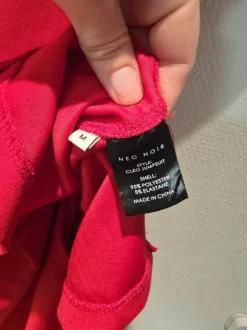 M
NEO NOIR
STYLE:
CLEO JUMPSUIT
SHELL:
95% POLYESTER
5% ELASTANE
MADE IN CHINA